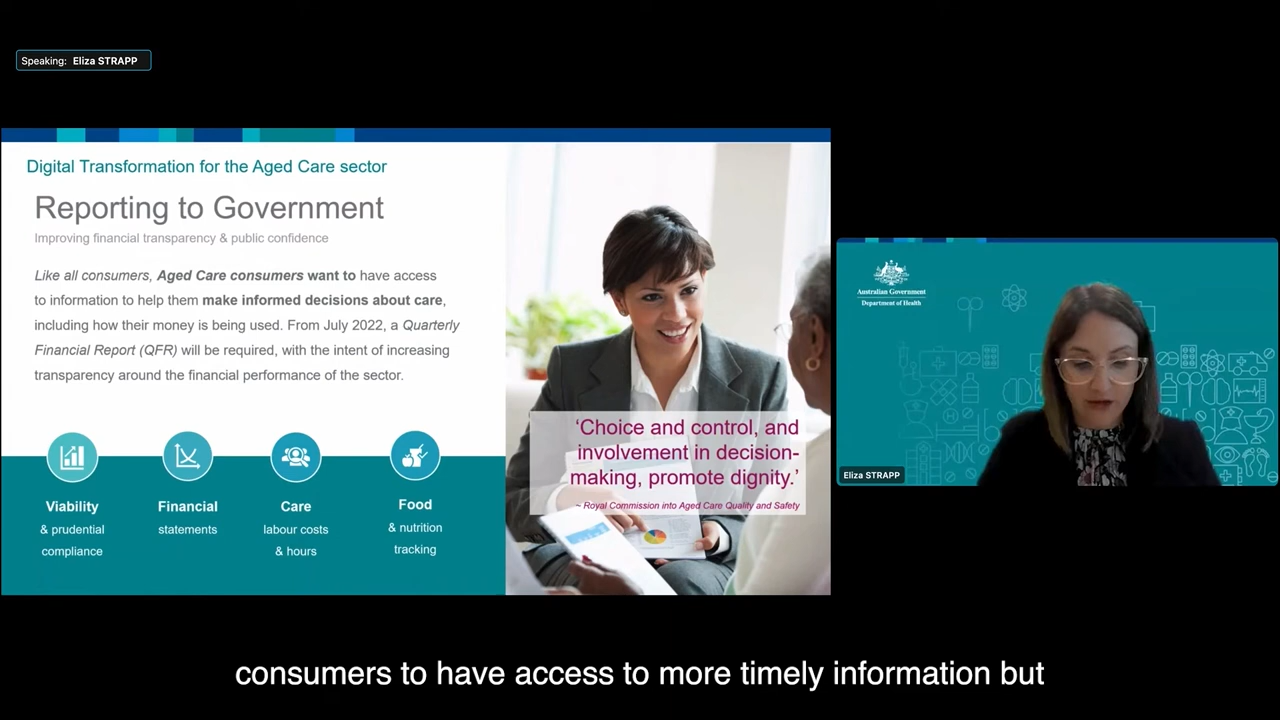 Speaking: Eliza STRAPP
Digital Transformation for the Aged Care sector
Reporting to Government
Improving financial transparency & public confidence
Like all consumers, Aged Care consumers want to have access
to information to help them make informed decisions about care,
including how their money is being used. From July 2022, a Quarterly
Financial Report (QFR) will be required, with the intent of increasing
transparency around the financial performance of the sector.
Viability
& prudential
compliance
Financial
statements
Care
labour costs
& hours
Food
& nutrition
tracking
‘Choice and control, and
involvement in decision-
making, promote dignity.’
~ Royal Commission into Aged Care Quality and Safety
Australian Government
Department of Health
Eliza STRAPP
consumers to have access to more timely information but